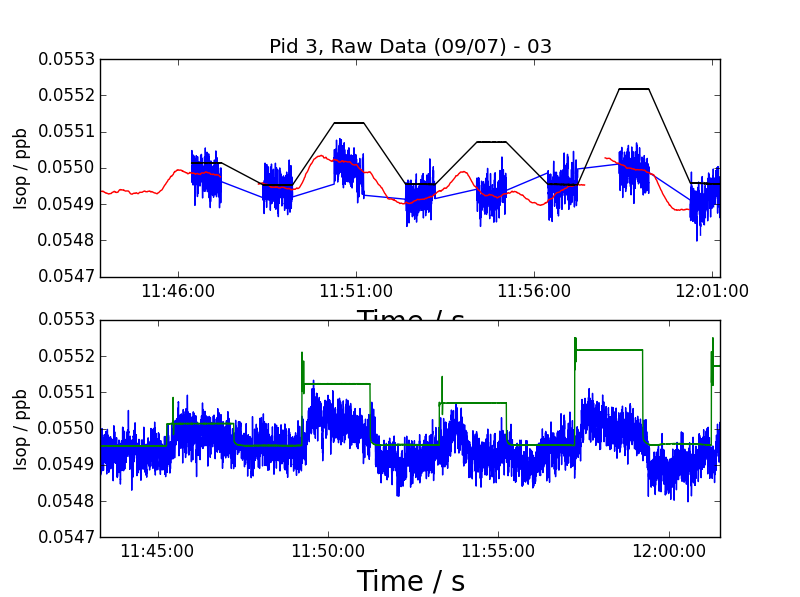 Pid 3, Raw Data (09/07) - 03
0.0553
0.0552
0.0551
0.0550
0.0549
0.0548
0.0547
Isop / ppb
11:46:00 11:51:00 11:56:00 12:01:00
Time / s
0.0553
0.0552
0.0551
0.0550
0.0549
0.0548
0.0547
Isop / ppb
11:45:00 11:50:00 11:55:00 12:00:00
Time / s